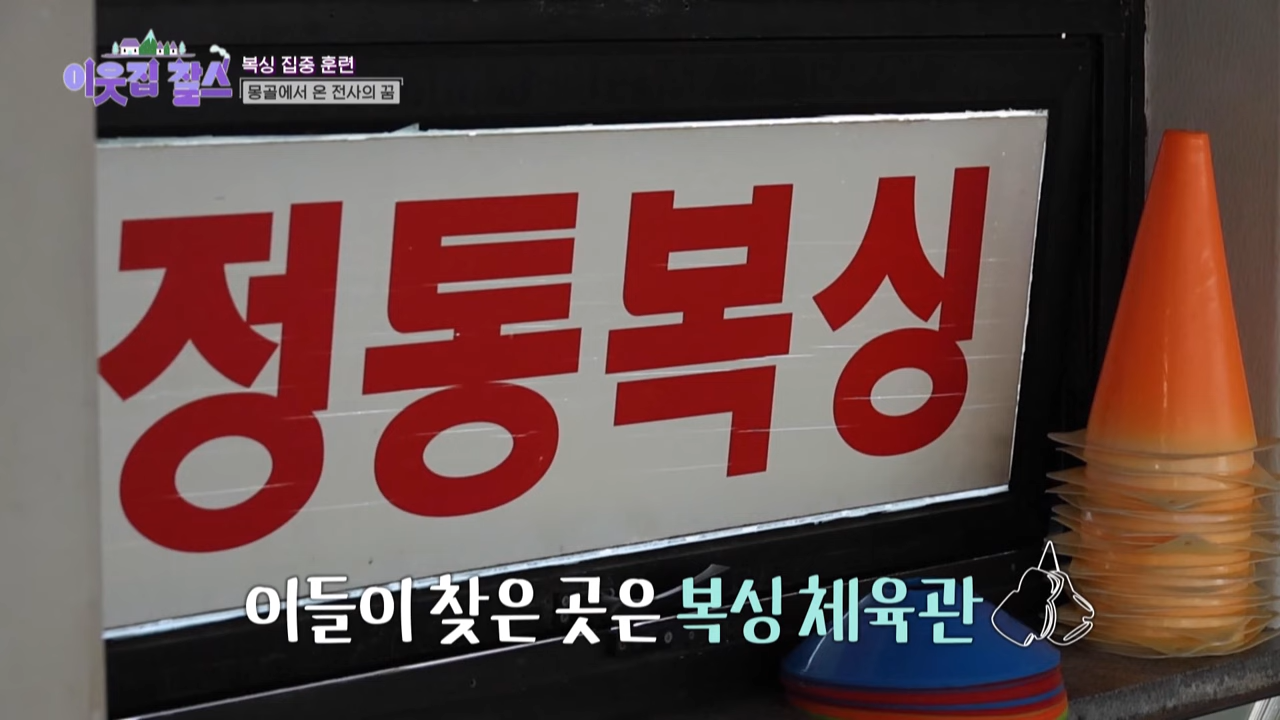 이웃집 찰스
복싱 집중 훈련
몽골에서 온 전사의 꿈
정통복싱
이들이 찾은 곳은 복싱 체육관